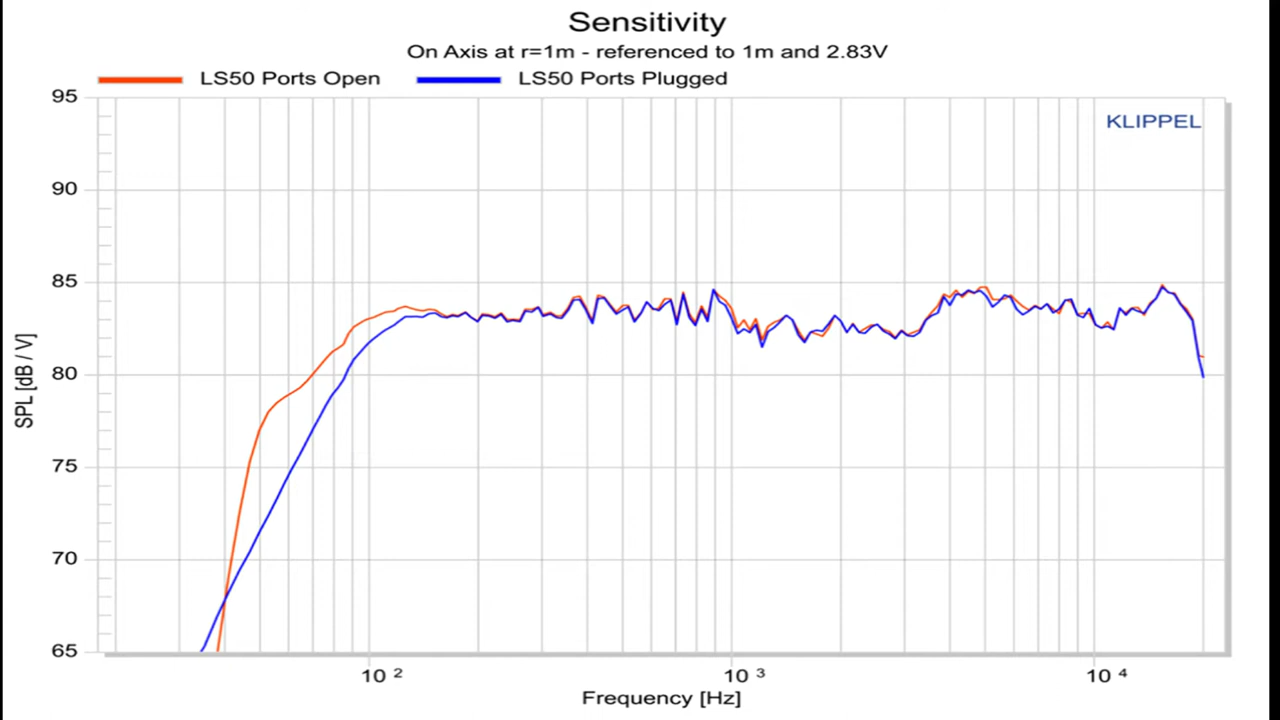 Sensitivity
On Axis at r=1m - referenced to 1m and 2.83V
LS50 Ports Open LS50 Ports Plugged
KLIPPEL
95
90
85
80
75
70
65
SPL [dB / V]
10 ² 10 ³ 10 ⁴
Frequency [Hz]